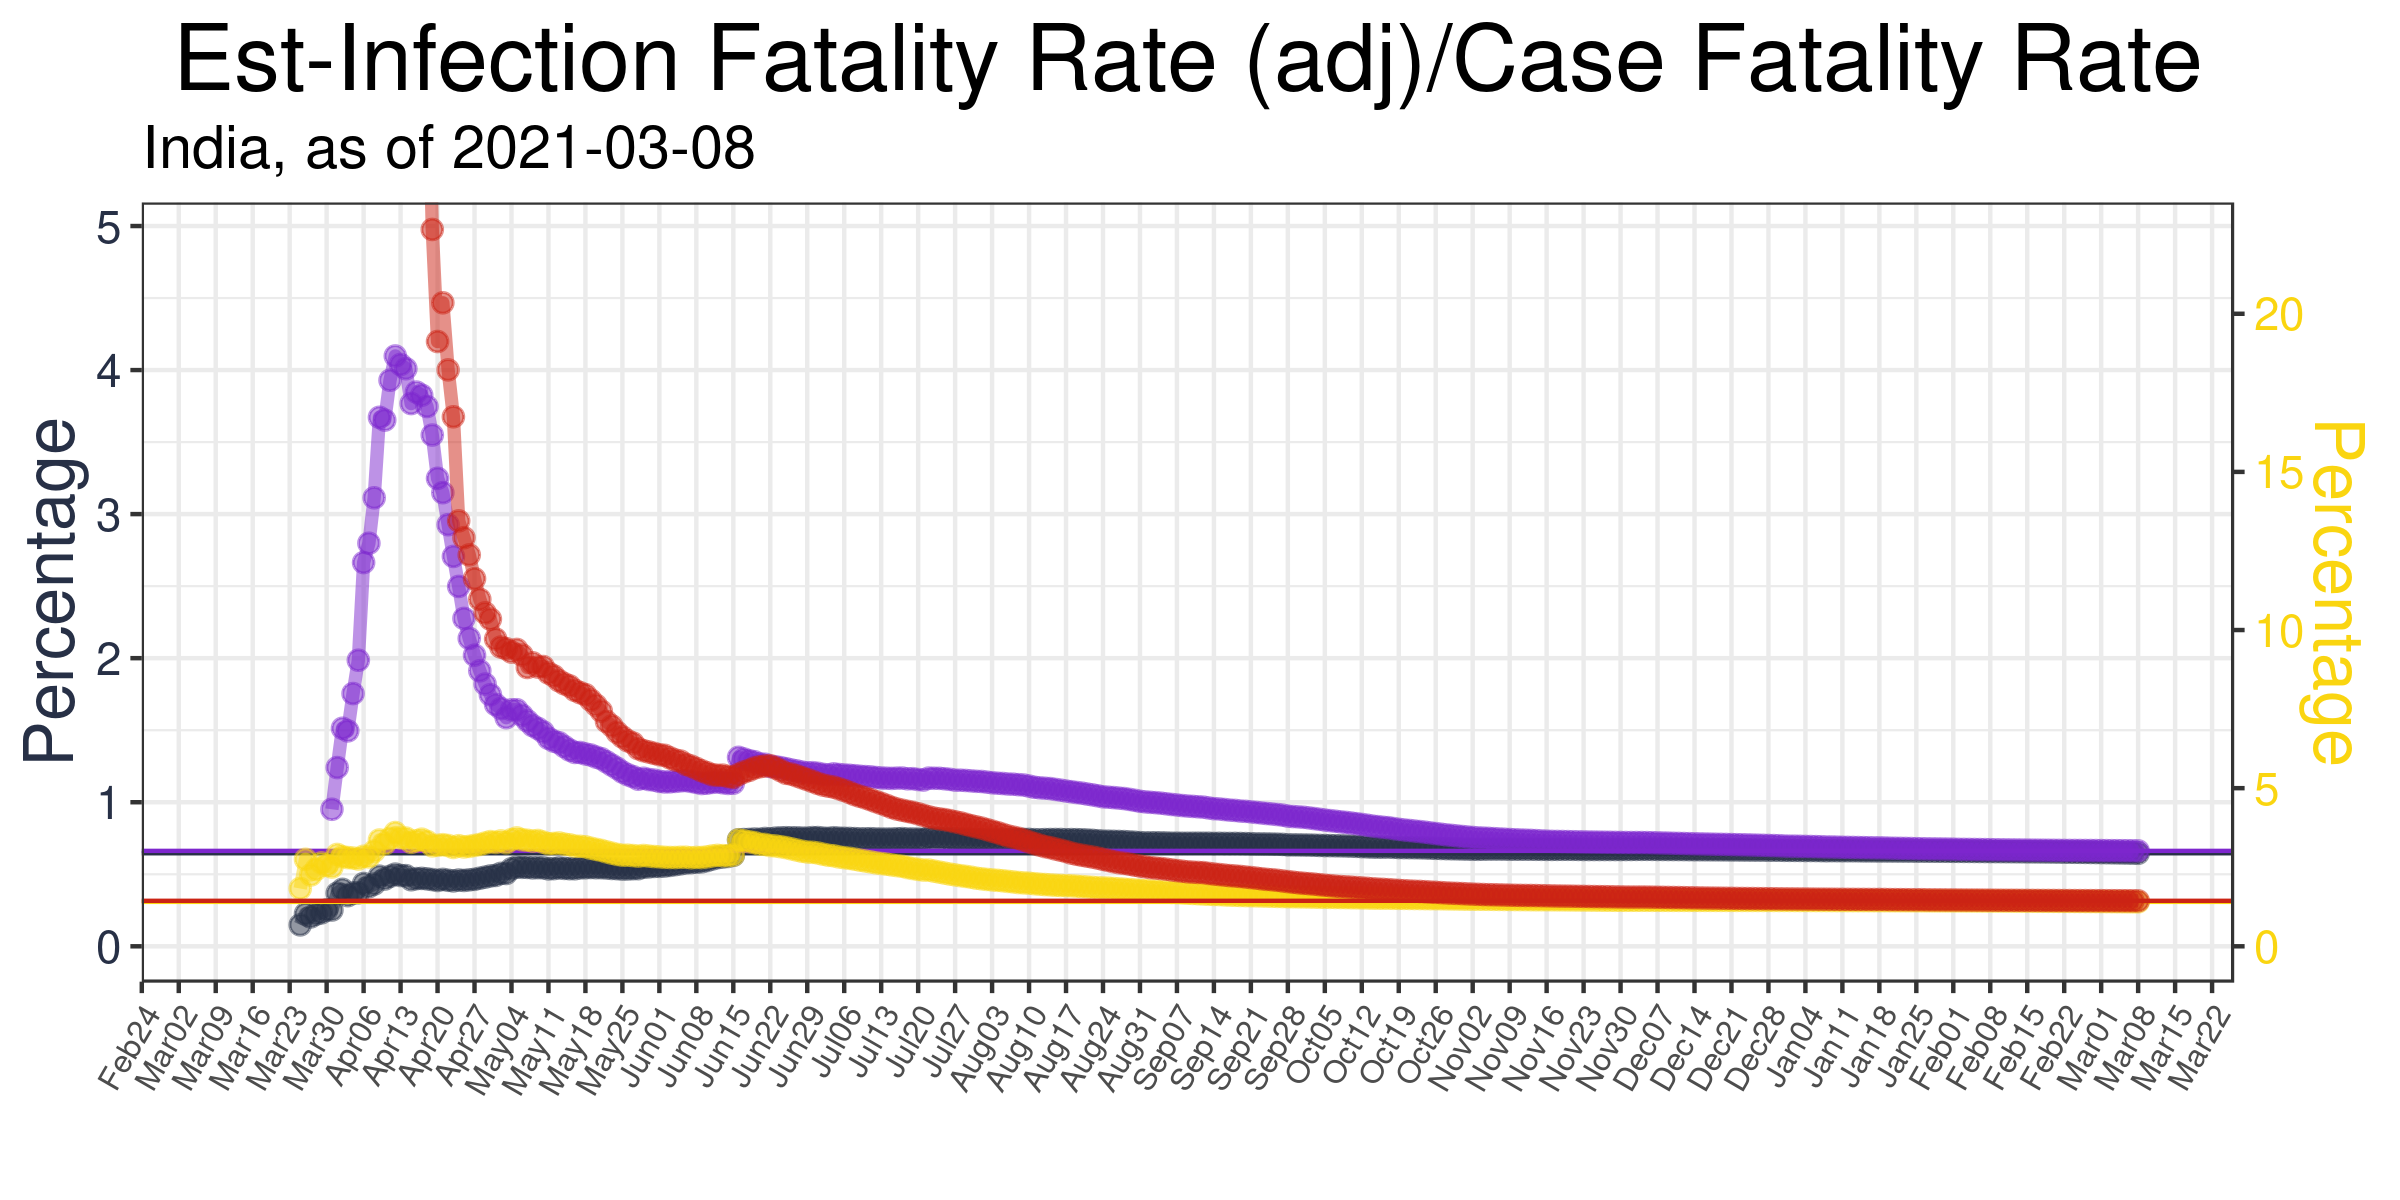 Est-Infection Fatality Rate (adj)/Case Fatality Rate
India, as of 2021-03-08
Percentage
5
4
3
2
1
0
20
15
10
5
0
Percentage
Feb24
Mar02
Mar09
Mar16
Mar23
Mar30
Apr06
Apr13
Apr20
Apr27
May04
May11
May18
May25
Jun01
Jun08
Jun15
Jun22
Jun29
Jul06
Jul13
Jul20
Jul27
Aug03
Aug10
Aug17
Aug24
Aug31
Sep07
Sep14
Sep21
Sep28
Oct05
Oct12
Oct19
Oct26
Nov02
Nov09
Nov16
Nov23
Nov30
Dec07
Dec14
Dec21
Dec28
Jan04
Jan11
Jan18
Jan25
Feb01
Feb08
Feb15
Feb22
Mar01
Mar08
Mar15
Mar22